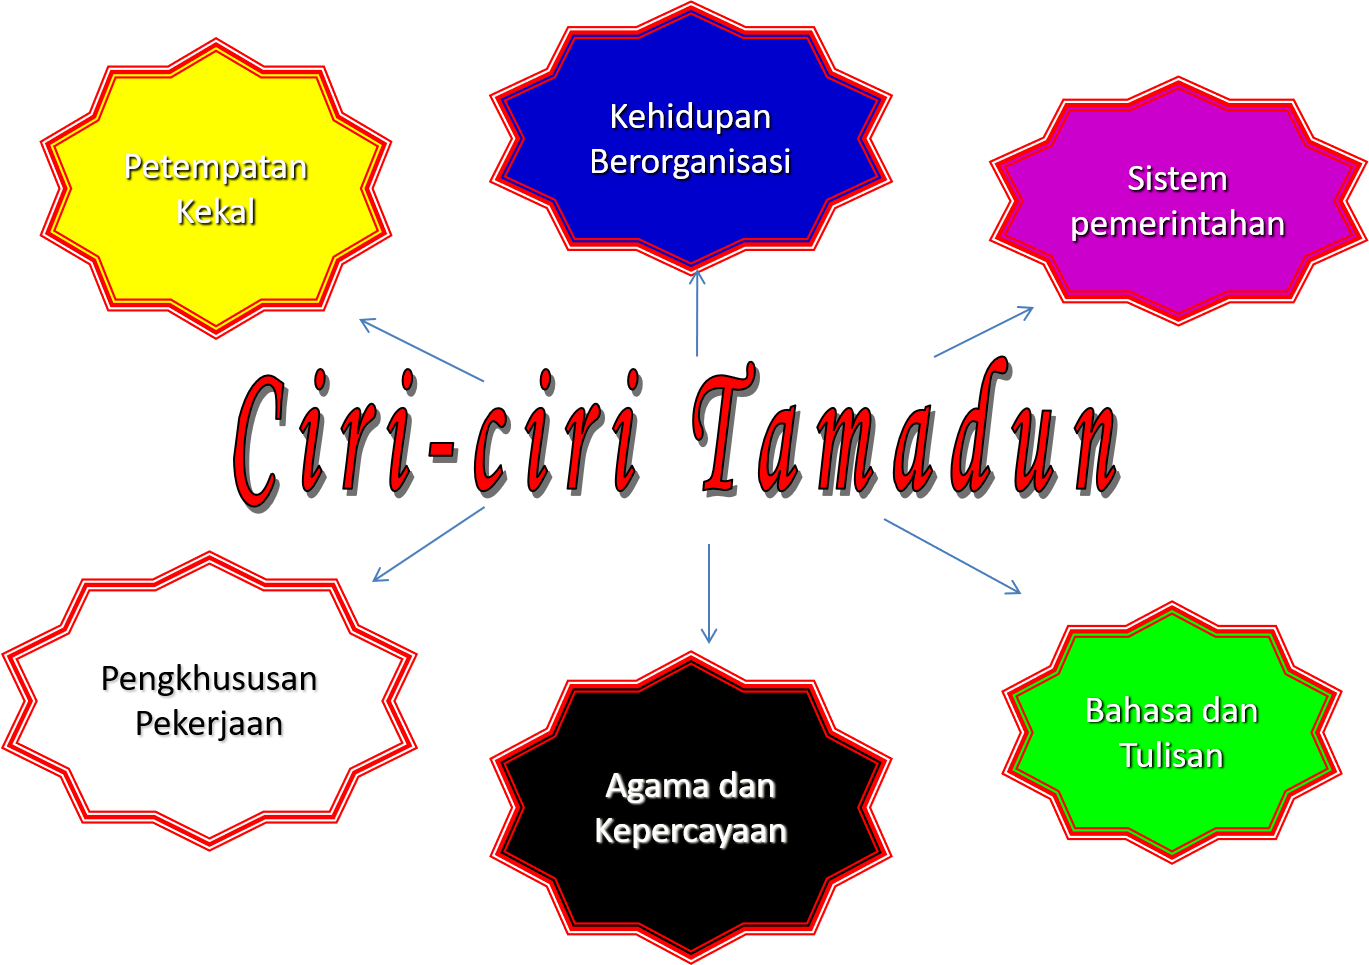 Petempatan
Kekal
Kehidupan
Berorganisasi
Sistem
pemerintahan
Ciri-ciri Tamadun
Pengkhususan
Pekerjaan
Agama dan
Kepercayaan
Bahasa dan
Tulisan